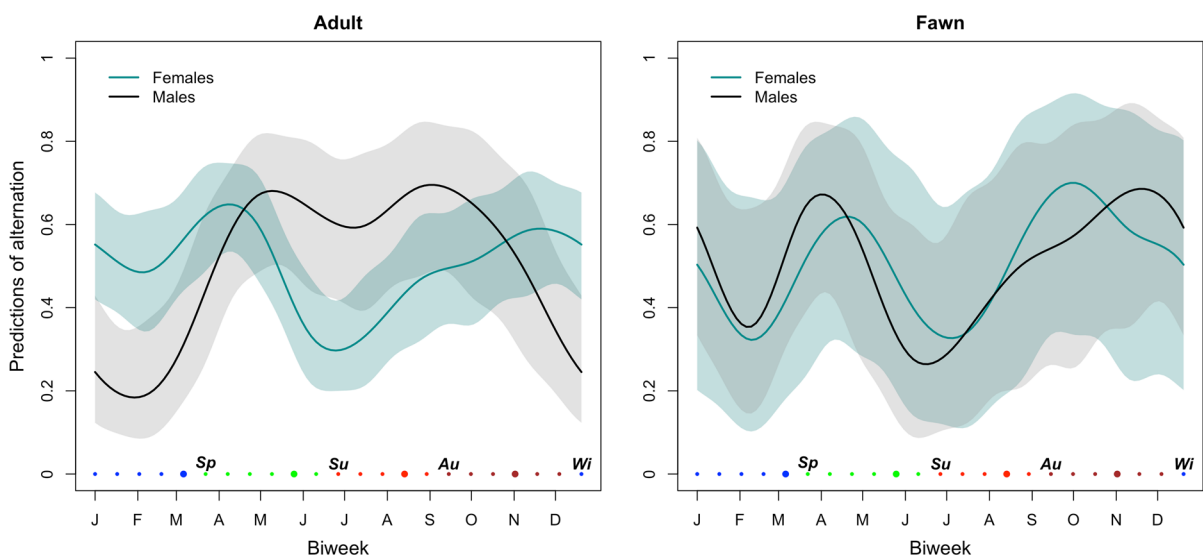 Adult
Fawn
Females
Males
Females
Males
Predictions of alternation
1
0.8
0.6
0.4
0.2
0
1
0.8
0.6
0.4
0.2
0
Sp Su Au Wi
Sp Su Au Wi
J F M A M J J A S O N D
J F M A M J J A S O N D
Biweek
Biweek